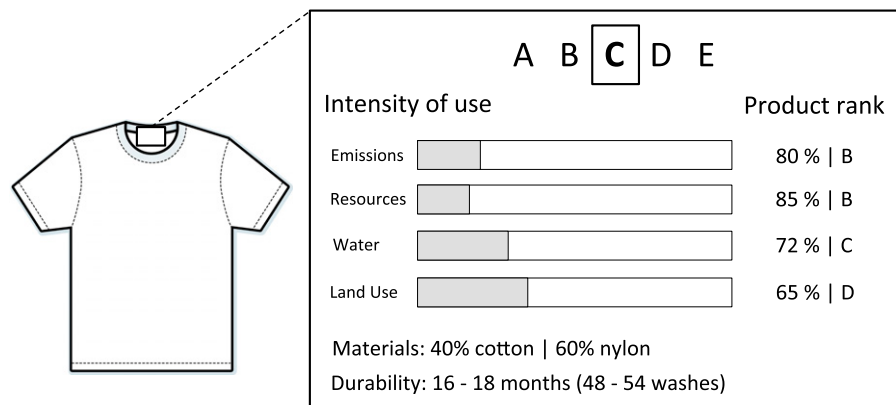 A B C D E
Intensity of use Product rank
Emissions 80 % | B
Resources 85 % | B
Water 72 % | C
Land Use 65 % | D
Materials: 40% cotton | 60% nylon
Durability: 16 - 18 months (48 - 54 washes)